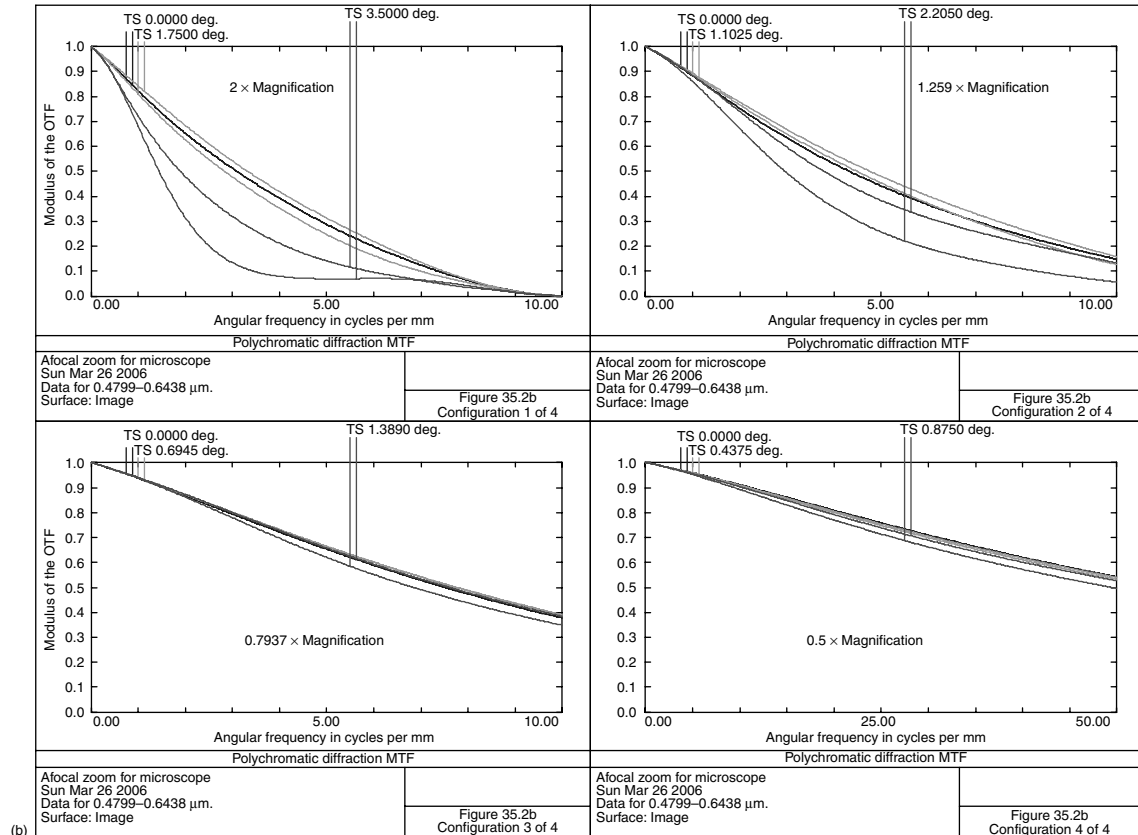 TS 0.0000 deg.
TS 1.7500 deg.
TS 3.5000 deg.
1.0
0.9
0.8
0.7
0.6
0.5
0.4
0.3
0.2
0.1
0.0
Modulus of the OTF
2 × Magnification
0.00
5.00
10.00
Angular frequency in cycles per mm
Polychromatic diffraction MTF
Afocal zoom for microscope
Sun Mar 26 2006
Data for 0.4799–0.6438 μm.
Surface: Image
Figure 35.2b
Configuration 1 of 4
TS 0.0000 deg.
TS 1.1025 deg.
TS 2.2050 deg.
1.0
0.9
0.8
0.7
0.6
0.5
0.4
0.3
0.2
0.1
0.0
1.259 × Magnification
0.00
5.00
10.00
Angular frequency in cycles per mm
Polychromatic diffraction MTF
Afocal zoom for microscope
Sun Mar 26 2006
Data for 0.4799–0.6438 μm.
Surface: Image
Figure 35.2b
Configuration 2 of 4
TS 0.0000 deg.
TS 0.6945 deg.
TS 1.3890 deg.
1.0
0.9
0.8
0.7
0.6
0.5
0.4
0.3
0.2
0.1
0.0
Modulus of the OTF
0.7937 × Magnification
0.00
5.00
10.00
Angular frequency in cycles per mm
Polychromatic diffraction MTF
Afocal zoom for microscope
Sun Mar 26 2006
Data for 0.4799–0.6438 μm.
Surface: Image
Figure 35.2b
Configuration 3 of 4
TS 0.0000 deg.
TS 0.4375 deg.
TS 0.8750 deg.
1.0
0.9
0.8
0.7
0.6
0.5
0.4
0.3
0.2
0.1
0.0
0.5 × Magnification
0.00
25.00
50.00
Angular frequency in cycles per mm
Polychromatic diffraction MTF
Afocal zoom for microscope
Sun Mar 26 2006
Data for 0.4799–0.6438 μm.
Surface: Image
Figure 35.2b
Configuration 4 of 4
(b)